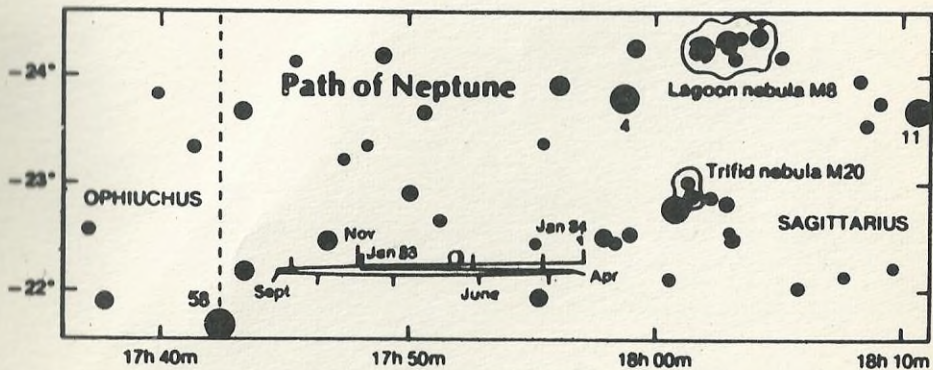 Path of Neptune
-24°
-23°
-22°
Lagoon nebula M8
4
11
Trifid nebula M20
OPHIUCHUS
SAGITTARIUS
Nov
Jan 83
Jan 84
Sept
June
Apr
58
17h 40m
17h 50m
18h 00m
18h 10m